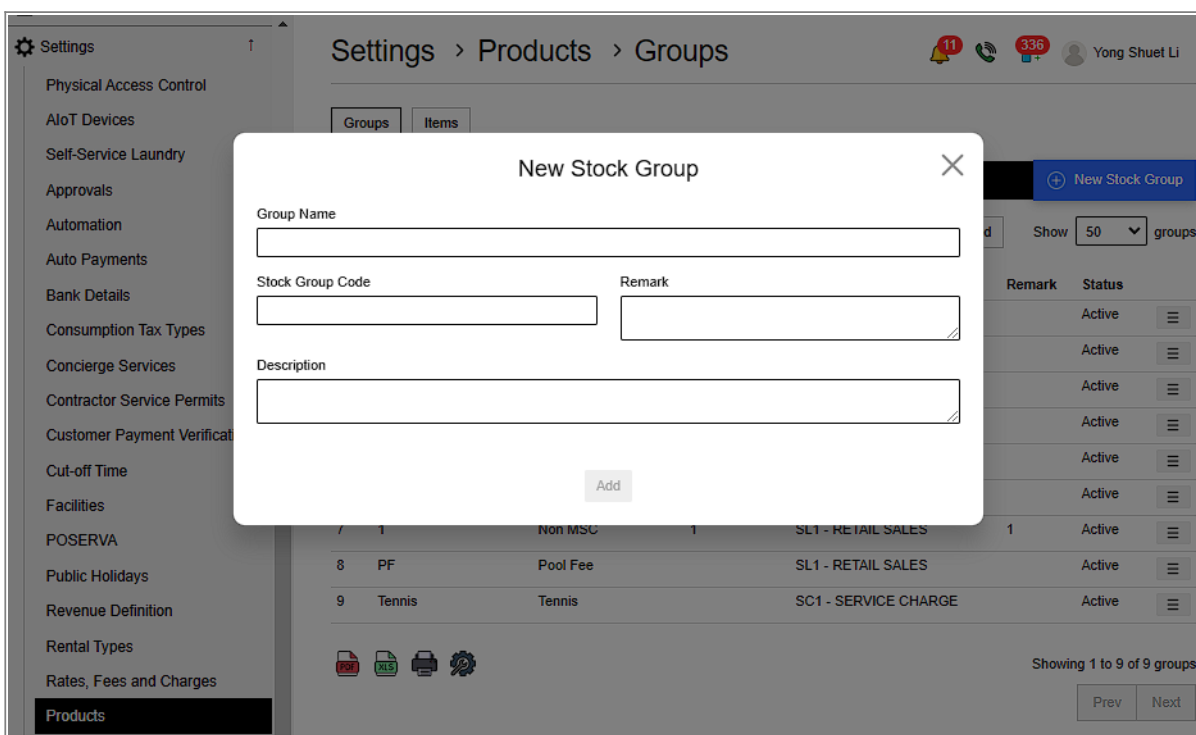 Settings ↑
Physical Access Control
AIoT Devices
Self-Service Laundry
Approvals
Automation
Auto Payments
Bank Details
Consumption Tax Types
Concierge Services
Contractor Service Permits
Customer Payment Verificati
Cut-off Time
Facilities
POSERVA
Public Holidays
Revenue Definition
Rental Types
Rates, Fees and Charges
Products
Settings > Products > Groups
11
336
Yong Shuet Li
Groups Items
New Stock Group
d Show 50 groups
Remark Status
Active
Active
Active
Active
Active
Active
7 1 Non MSC 1 SL1 - RETAIL SALES 1 Active
8 PF Pool Fee SL1 - RETAIL SALES Active
9 Tennis Tennis SC1 - SERVICE CHARGE Active
PDF XLS
Showing 1 to 9 of 9 groups
Prev Next
New Stock Group
Group Name
Stock Group Code Remark
Description
Add